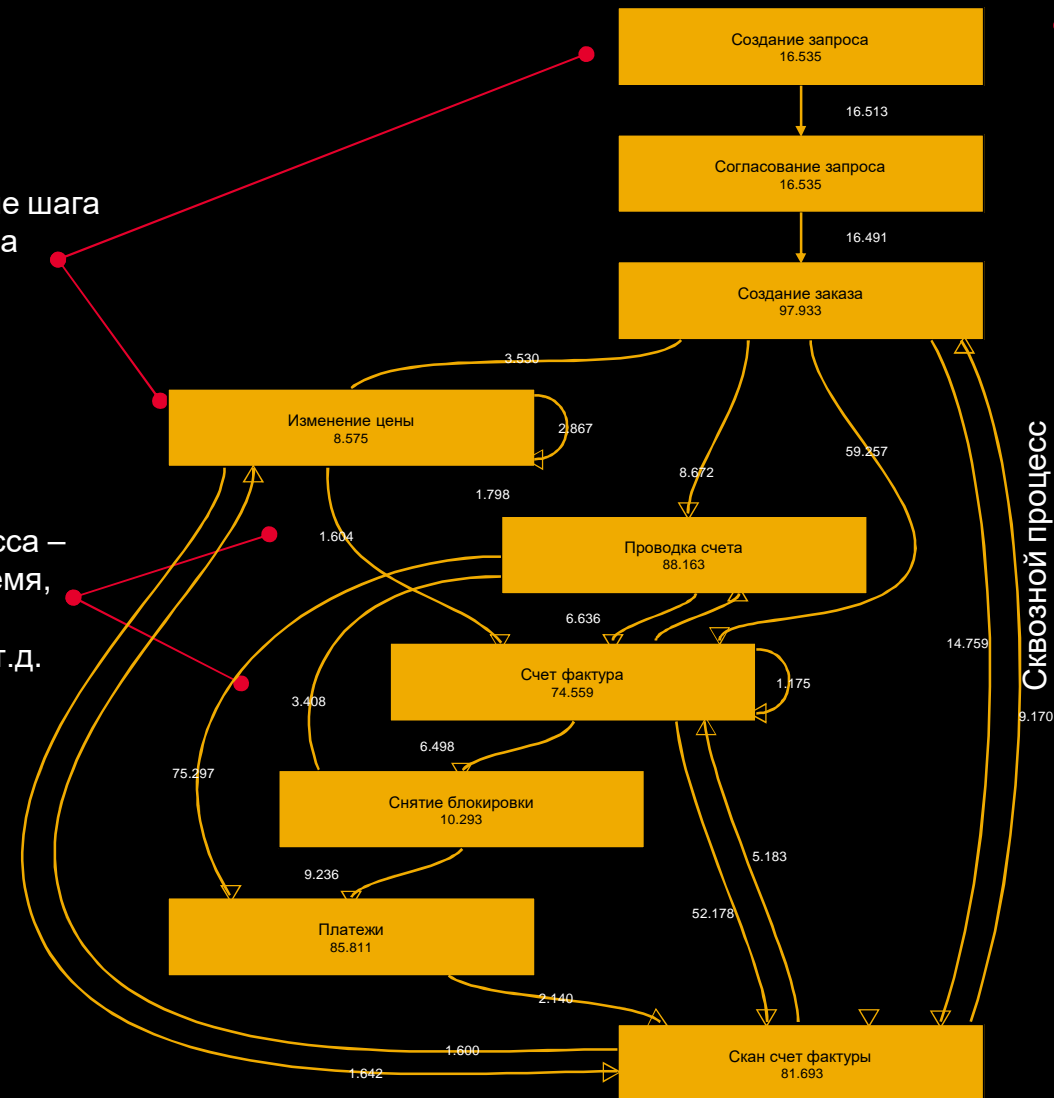 Создание запроса
16.535
16.513
Согласование запроса
16.535
е шага
а
16.491
Создание заказа
97.933
3.530
Изменение цены
8.575
2.867
59.257
8.672
1.798
1.604
Проводка счета
88.163
сса –
емя,
т.д.
6.636
Счет фактура
74.559
1.175
14.759
Сквозной процесс
9.170
3.408
6.498
75.297
Снятие блокировки
10.293
5.183
9.236
52.178
Платежи
85.811
2.140
1.600
1.642
Скан счет фактуры
81.693